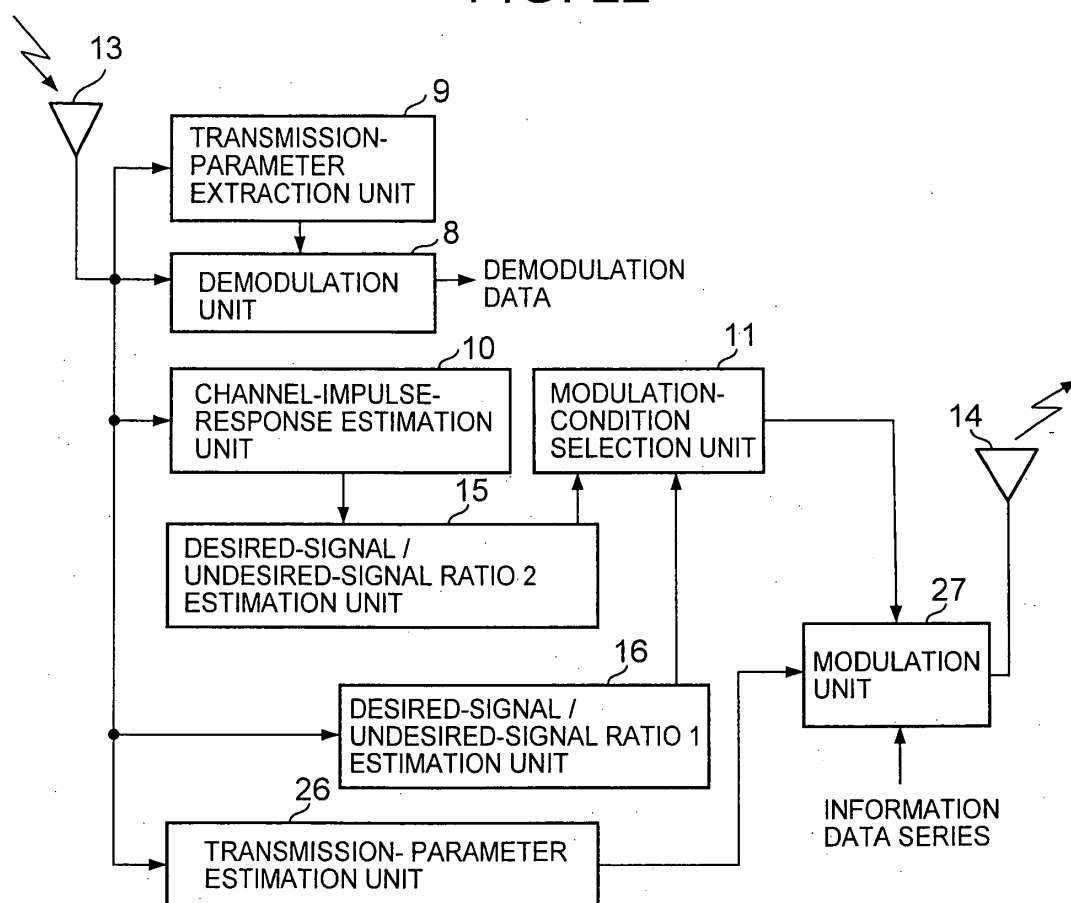 13
9
TRANSMISSION-
PARAMETER
EXTRACTION UNIT
8
DEMODULATION
UNIT
DEMODULATION
DATA
10
CHANNEL-IMPULSE-
RESPONSE ESTIMATION
UNIT
11
MODULATION-
CONDITION
SELECTION UNIT
14
15
DESIRED-SIGNAL /
UNDESIRED-SIGNAL RATIO 2
ESTIMATION UNIT
27
MODULATION
UNIT
16
DESIRED-SIGNAL /
UNDESIRED-SIGNAL RATIO 1
ESTIMATION UNIT
INFORMATION
DATA SERIES
26
TRANSMISSION- PARAMETER
ESTIMATION UNIT